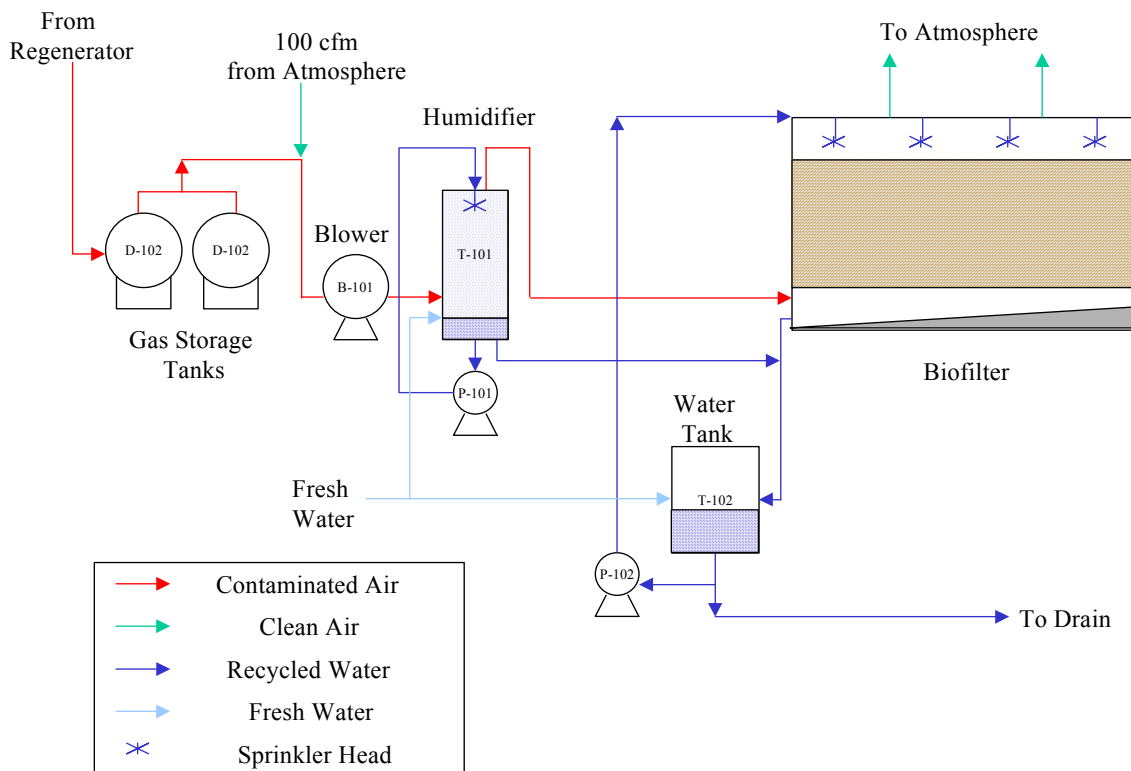 From
Regenerator
100 cfm
from Atmosphere
To Atmosphere
Humidifier
D-102
D-102
Blower
T-101
B-101
Gas Storage
Tanks
P-101
Biofilter
Water
Tank
Fresh
Water
T-102
P-102
To Drain
Contaminated Air
Clean Air
Recycled Water
Fresh Water
Sprinkler Head